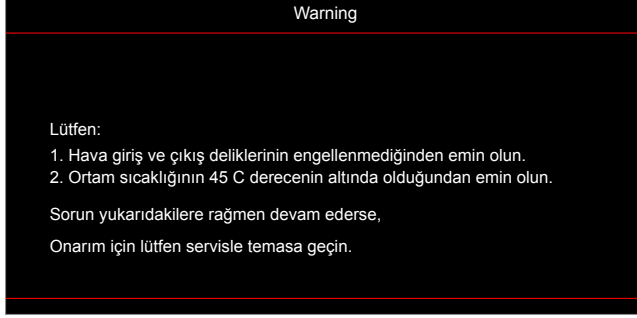 Warning
Lütfen:
1. Hava giriş ve çıkış deliklerinin engellenmediğinden emin olun.
2. Ortam sıcaklığının 45 C derecenin altında olduğundan emin olun.
Sorun yukarıdakilere rağmen devam ederse,
Onarım için lütfen servisle temasa geçin.